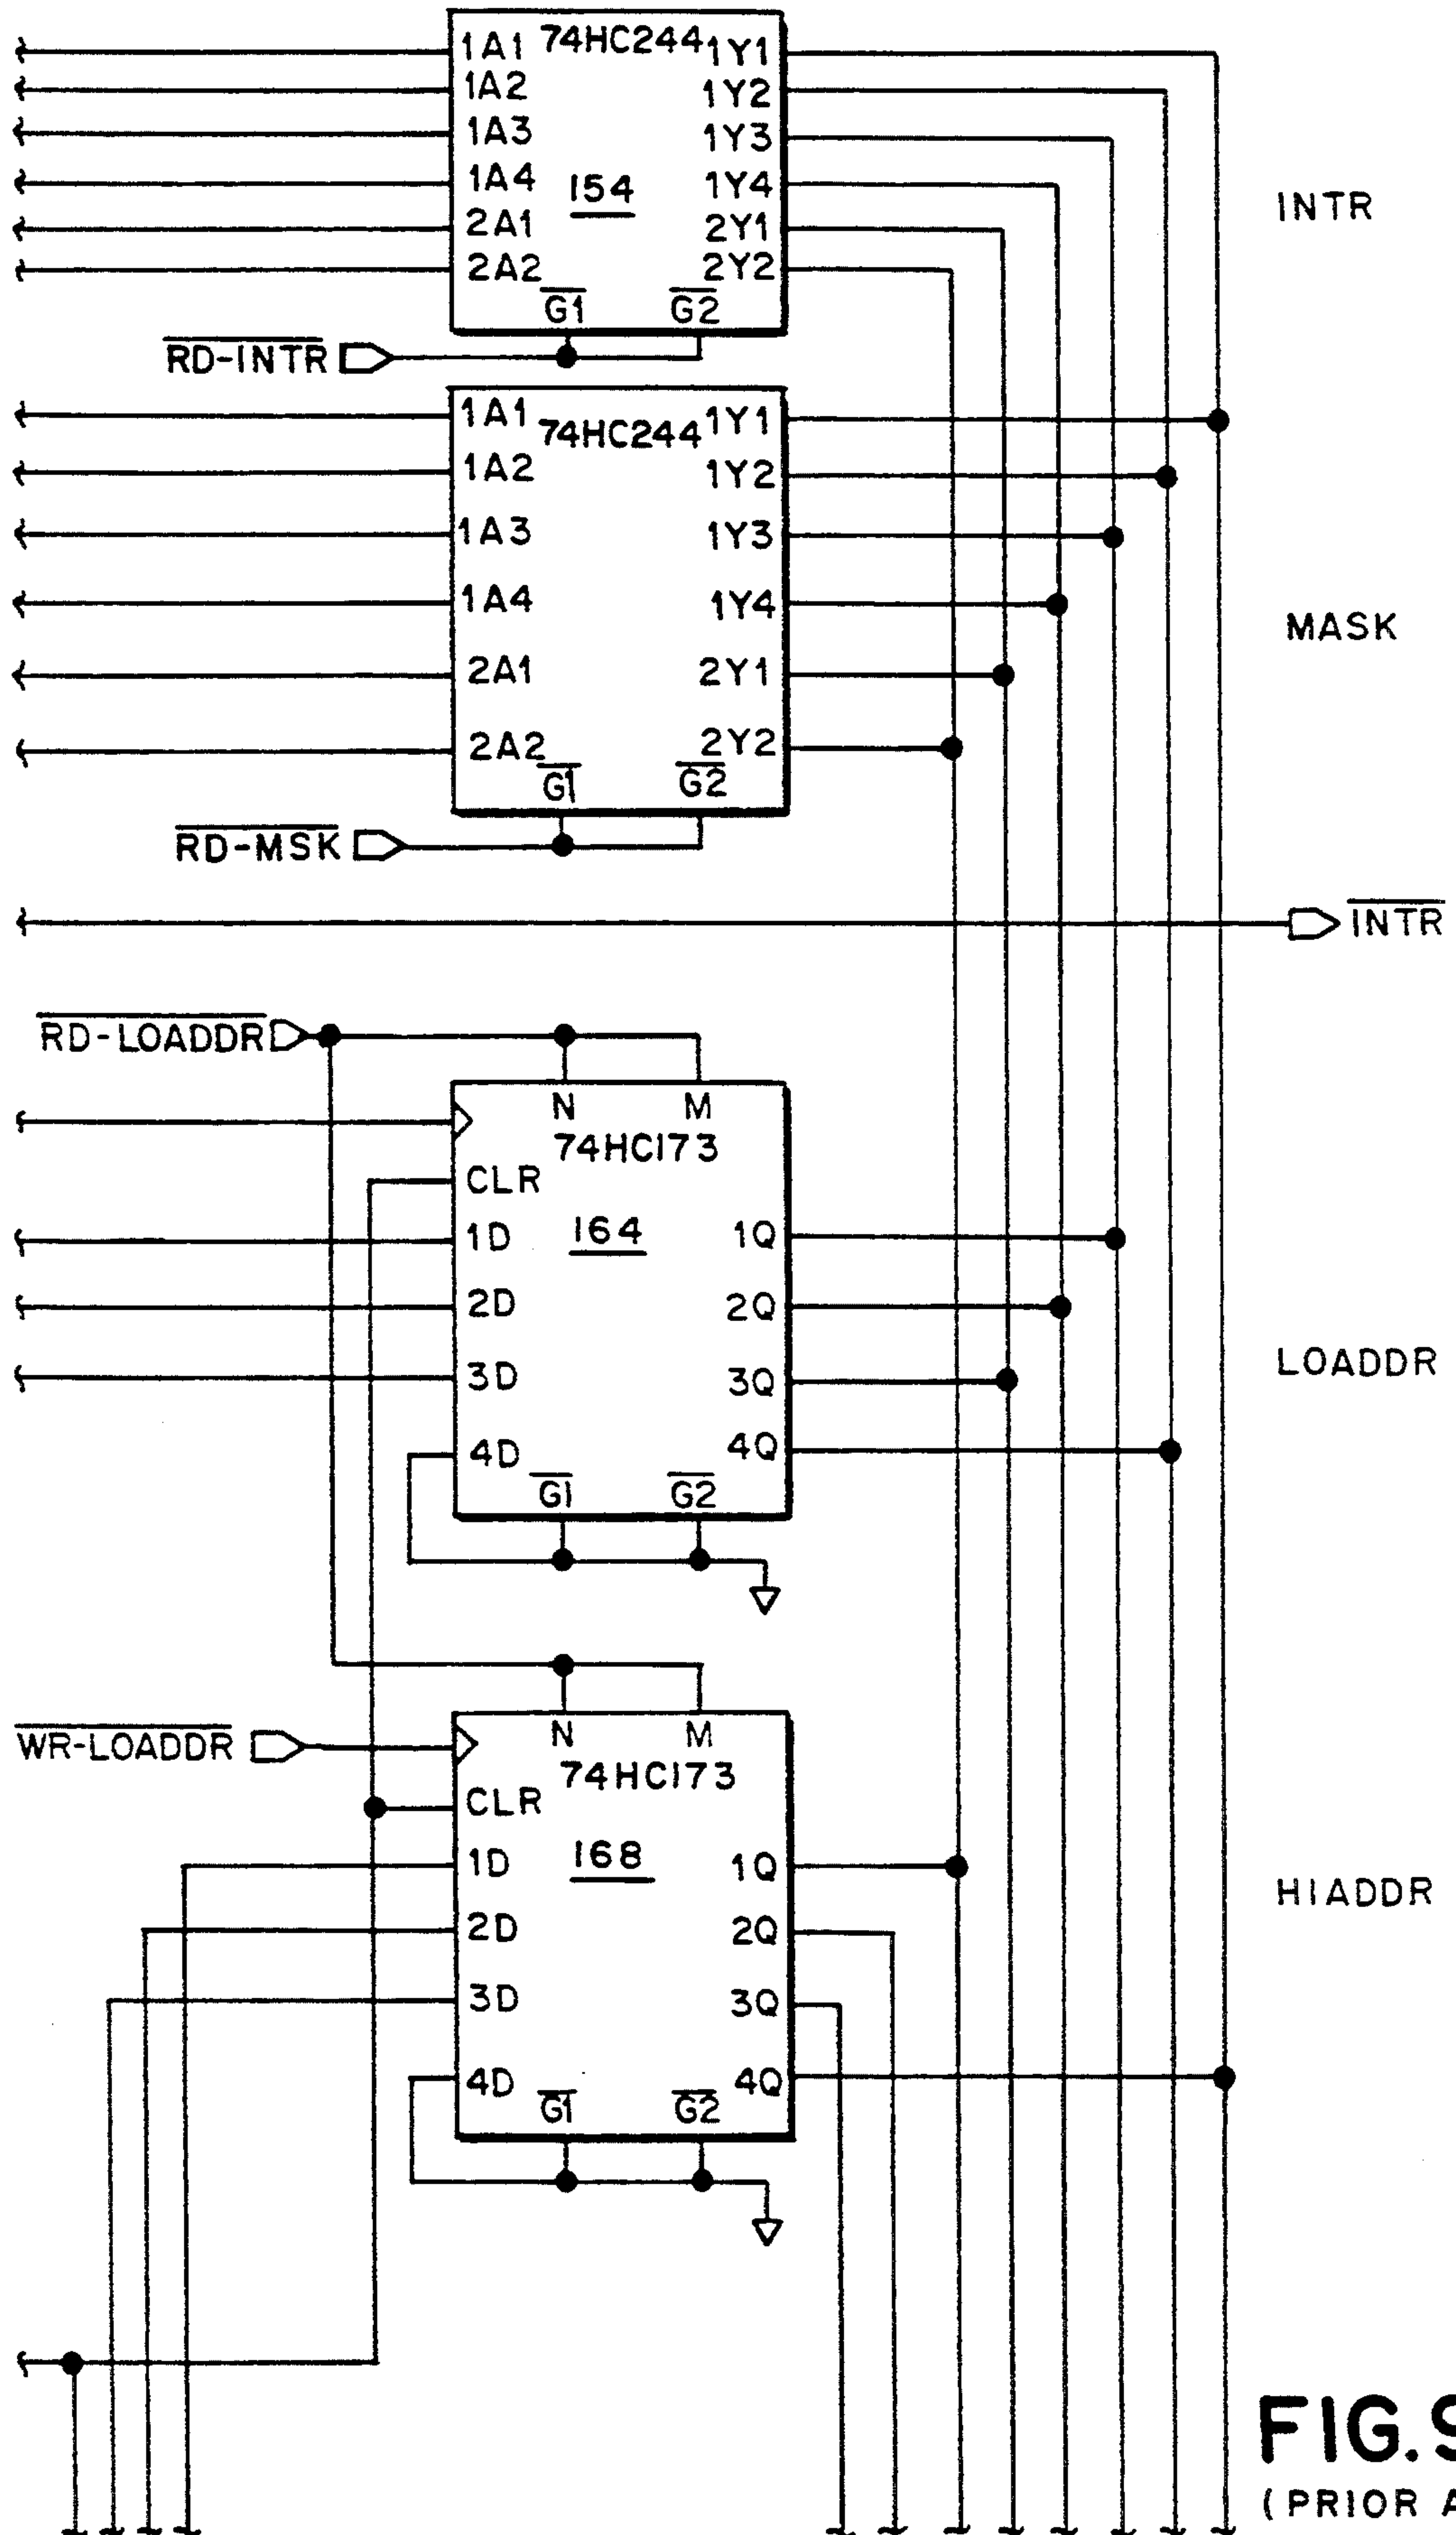 1A1 74HC244 1Y1
1A2 1Y2
1A3 1Y3
1A4 154 1Y4
INTR
2A1 2Y1
2A2 2Y2
G1 G2
RD-INTR
1A1 74HC244 1Y1
1A2 1Y2
1A3 1Y3
1A4 1Y4
MASK
2A1 2Y1
2A2 2Y2
G1 G2
RD-MSK
INTR
RD-LOADDR
N M
74HC173
CLR
1D 164 1Q
2D 2Q
3D 3Q
LOADDR
4D 4Q
G1 G2
WR-LOADDR
N M
74HC173
CLR
1D 168 1Q
HIADDR
2D 2Q
3D 3Q
4D 4Q
G1 G2
FIG.9
(PRIOR A